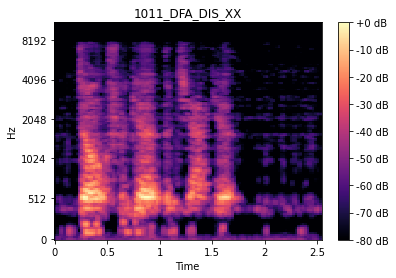 1011_DFA_DIS_XX
8192
4096
2048
1024
512
0
Hz
0
0.5
1
1.5
2
2.5
Time
+0 dB
-10 dB
-20 dB
-30 dB
-40 dB
-50 dB
-60 dB
-70 dB
-80 dB